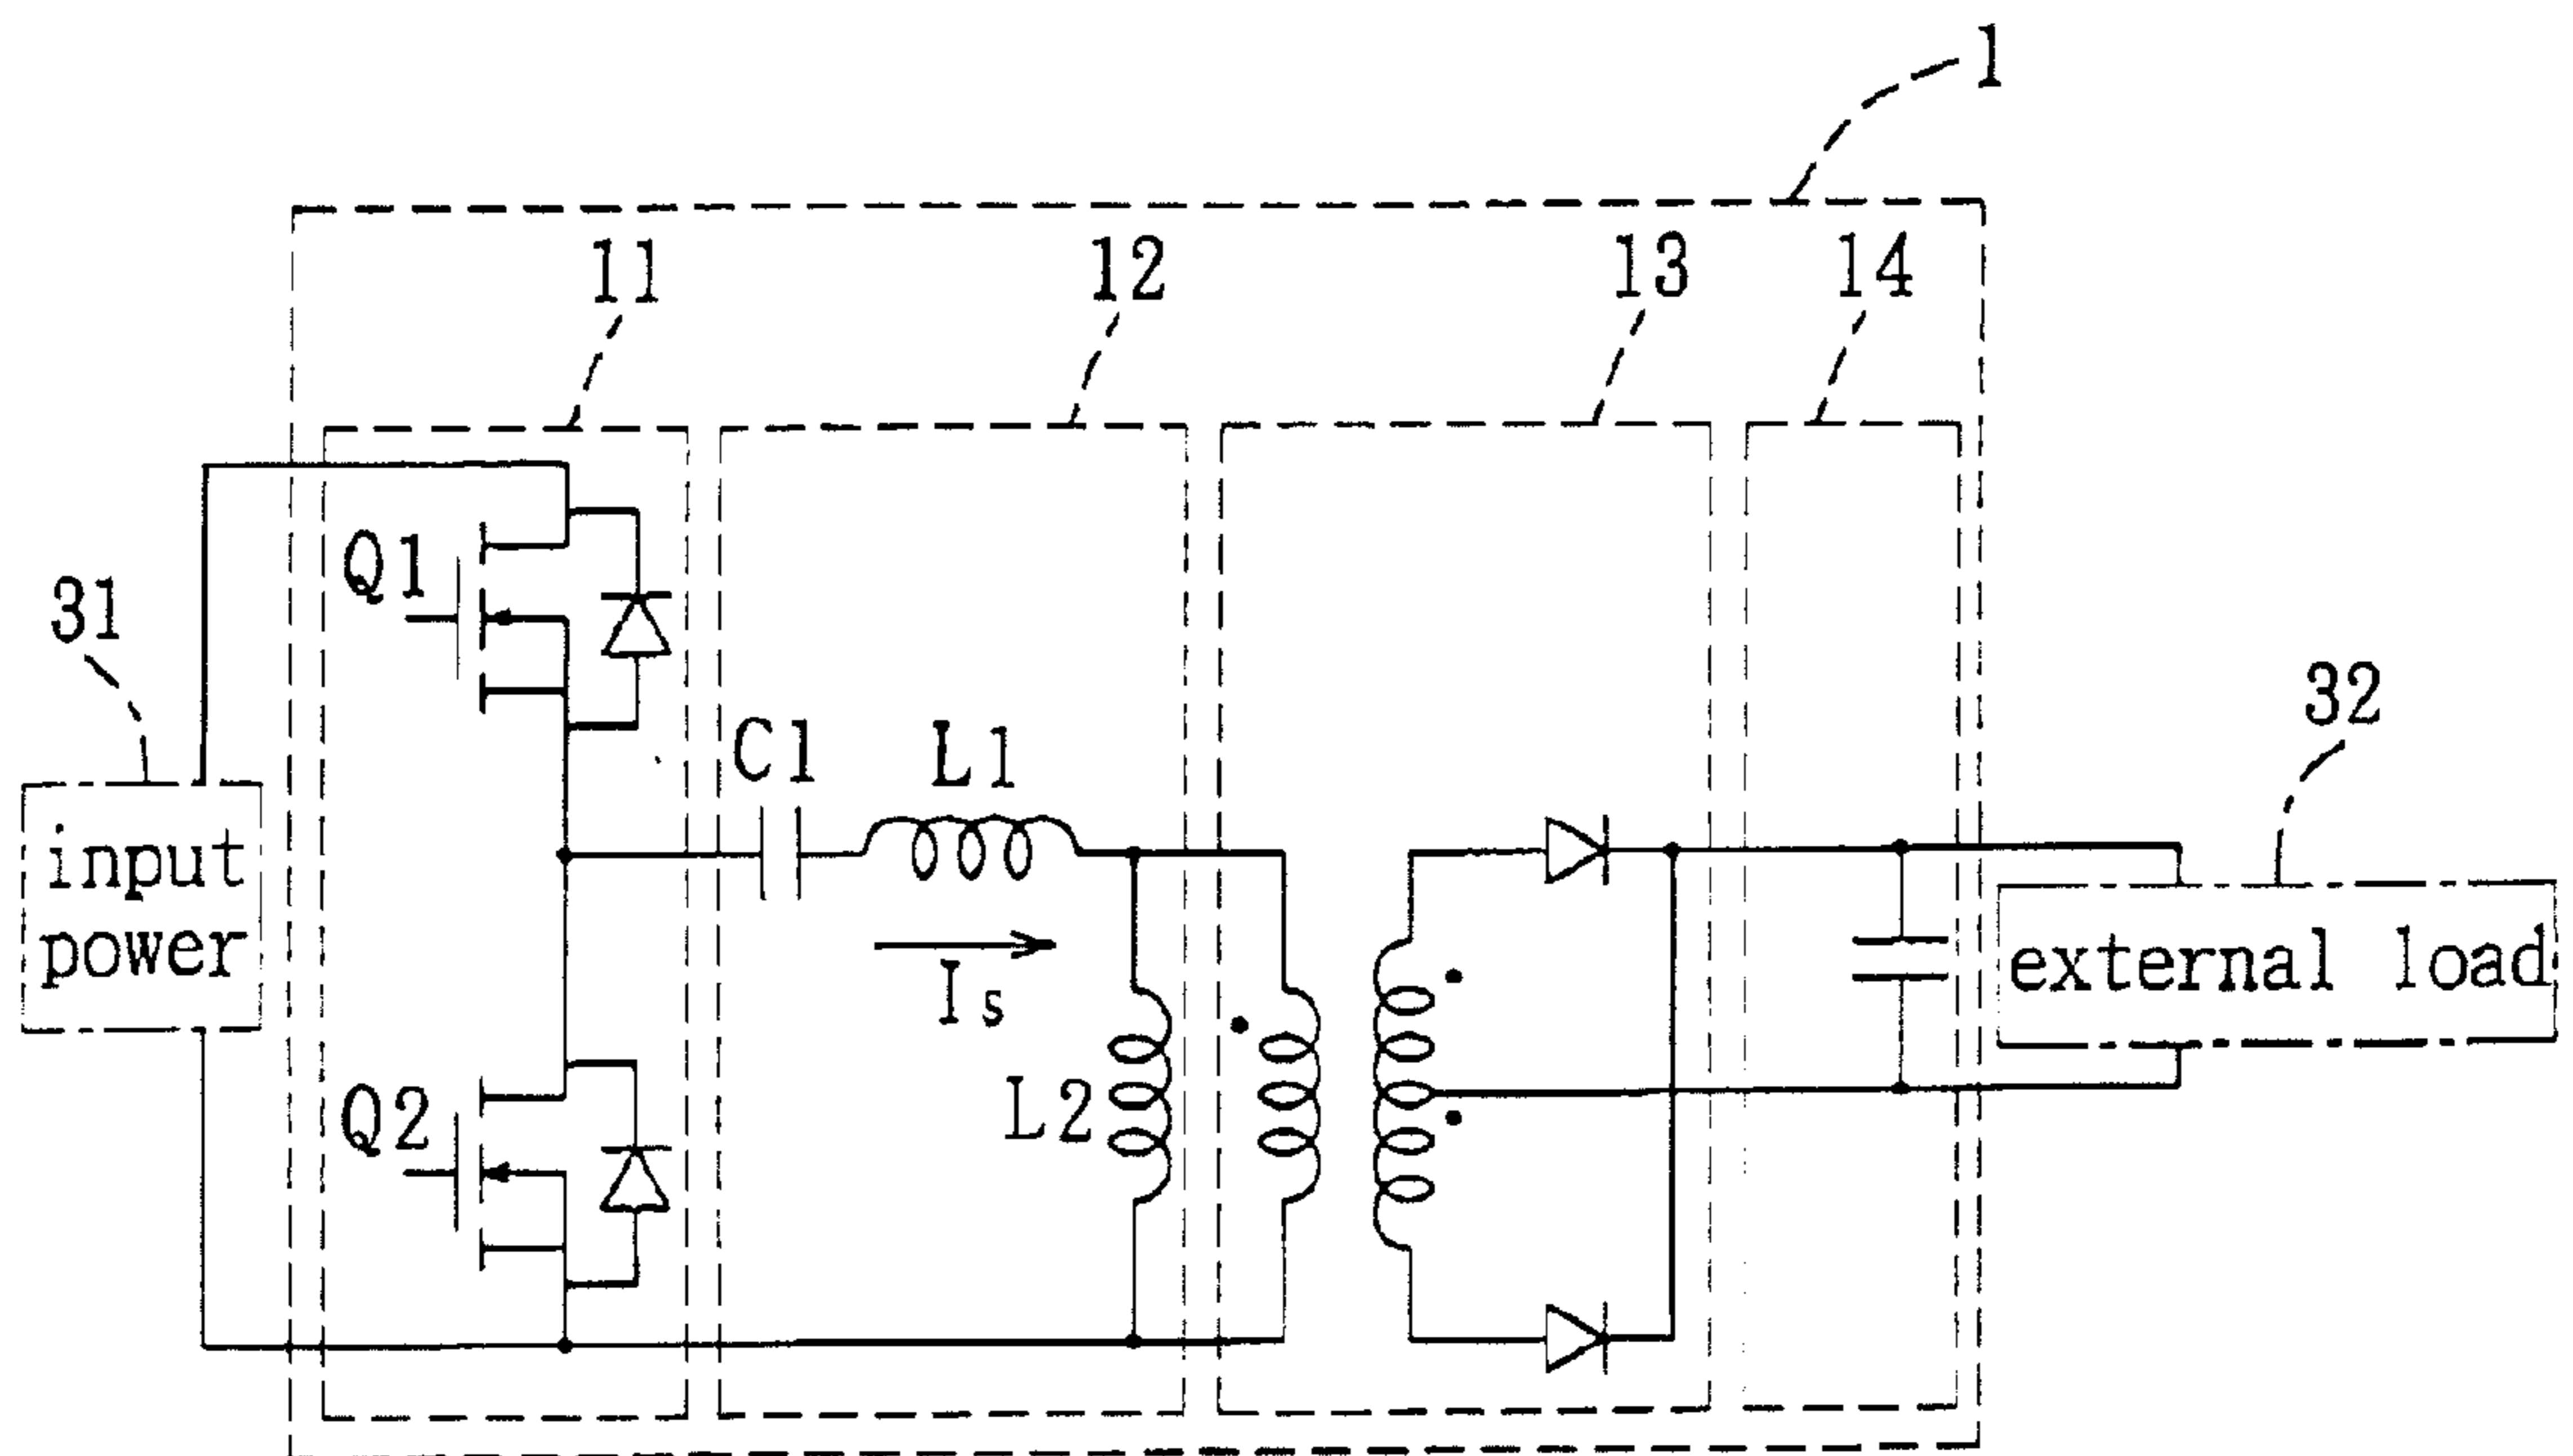 1
11
12
13
14
Q1
31
C1
L1
32
input
power
Is
external load
Q2
L2